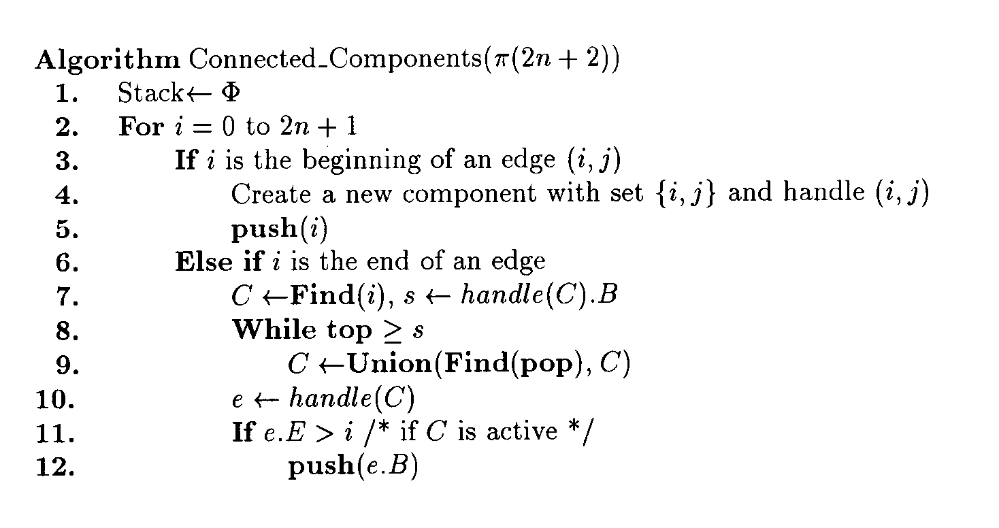 Algorithm Connected_Components(π(2n + 2))
1. Stack← Φ
2. For i = 0 to 2n + 1
3. If i is the beginning of an edge (i, j)
4. Create a new component with set {i, j} and handle (i, j)
5. push(i)
6. Else if i is the end of an edge
7. C ←Find(i), s ← handle(C).B
8. While top ≥ s
9. C ←Union(Find(pop), C)
10. e ← handle(C)
11. If e.E > i /* if C is active */
12. push(e.B)